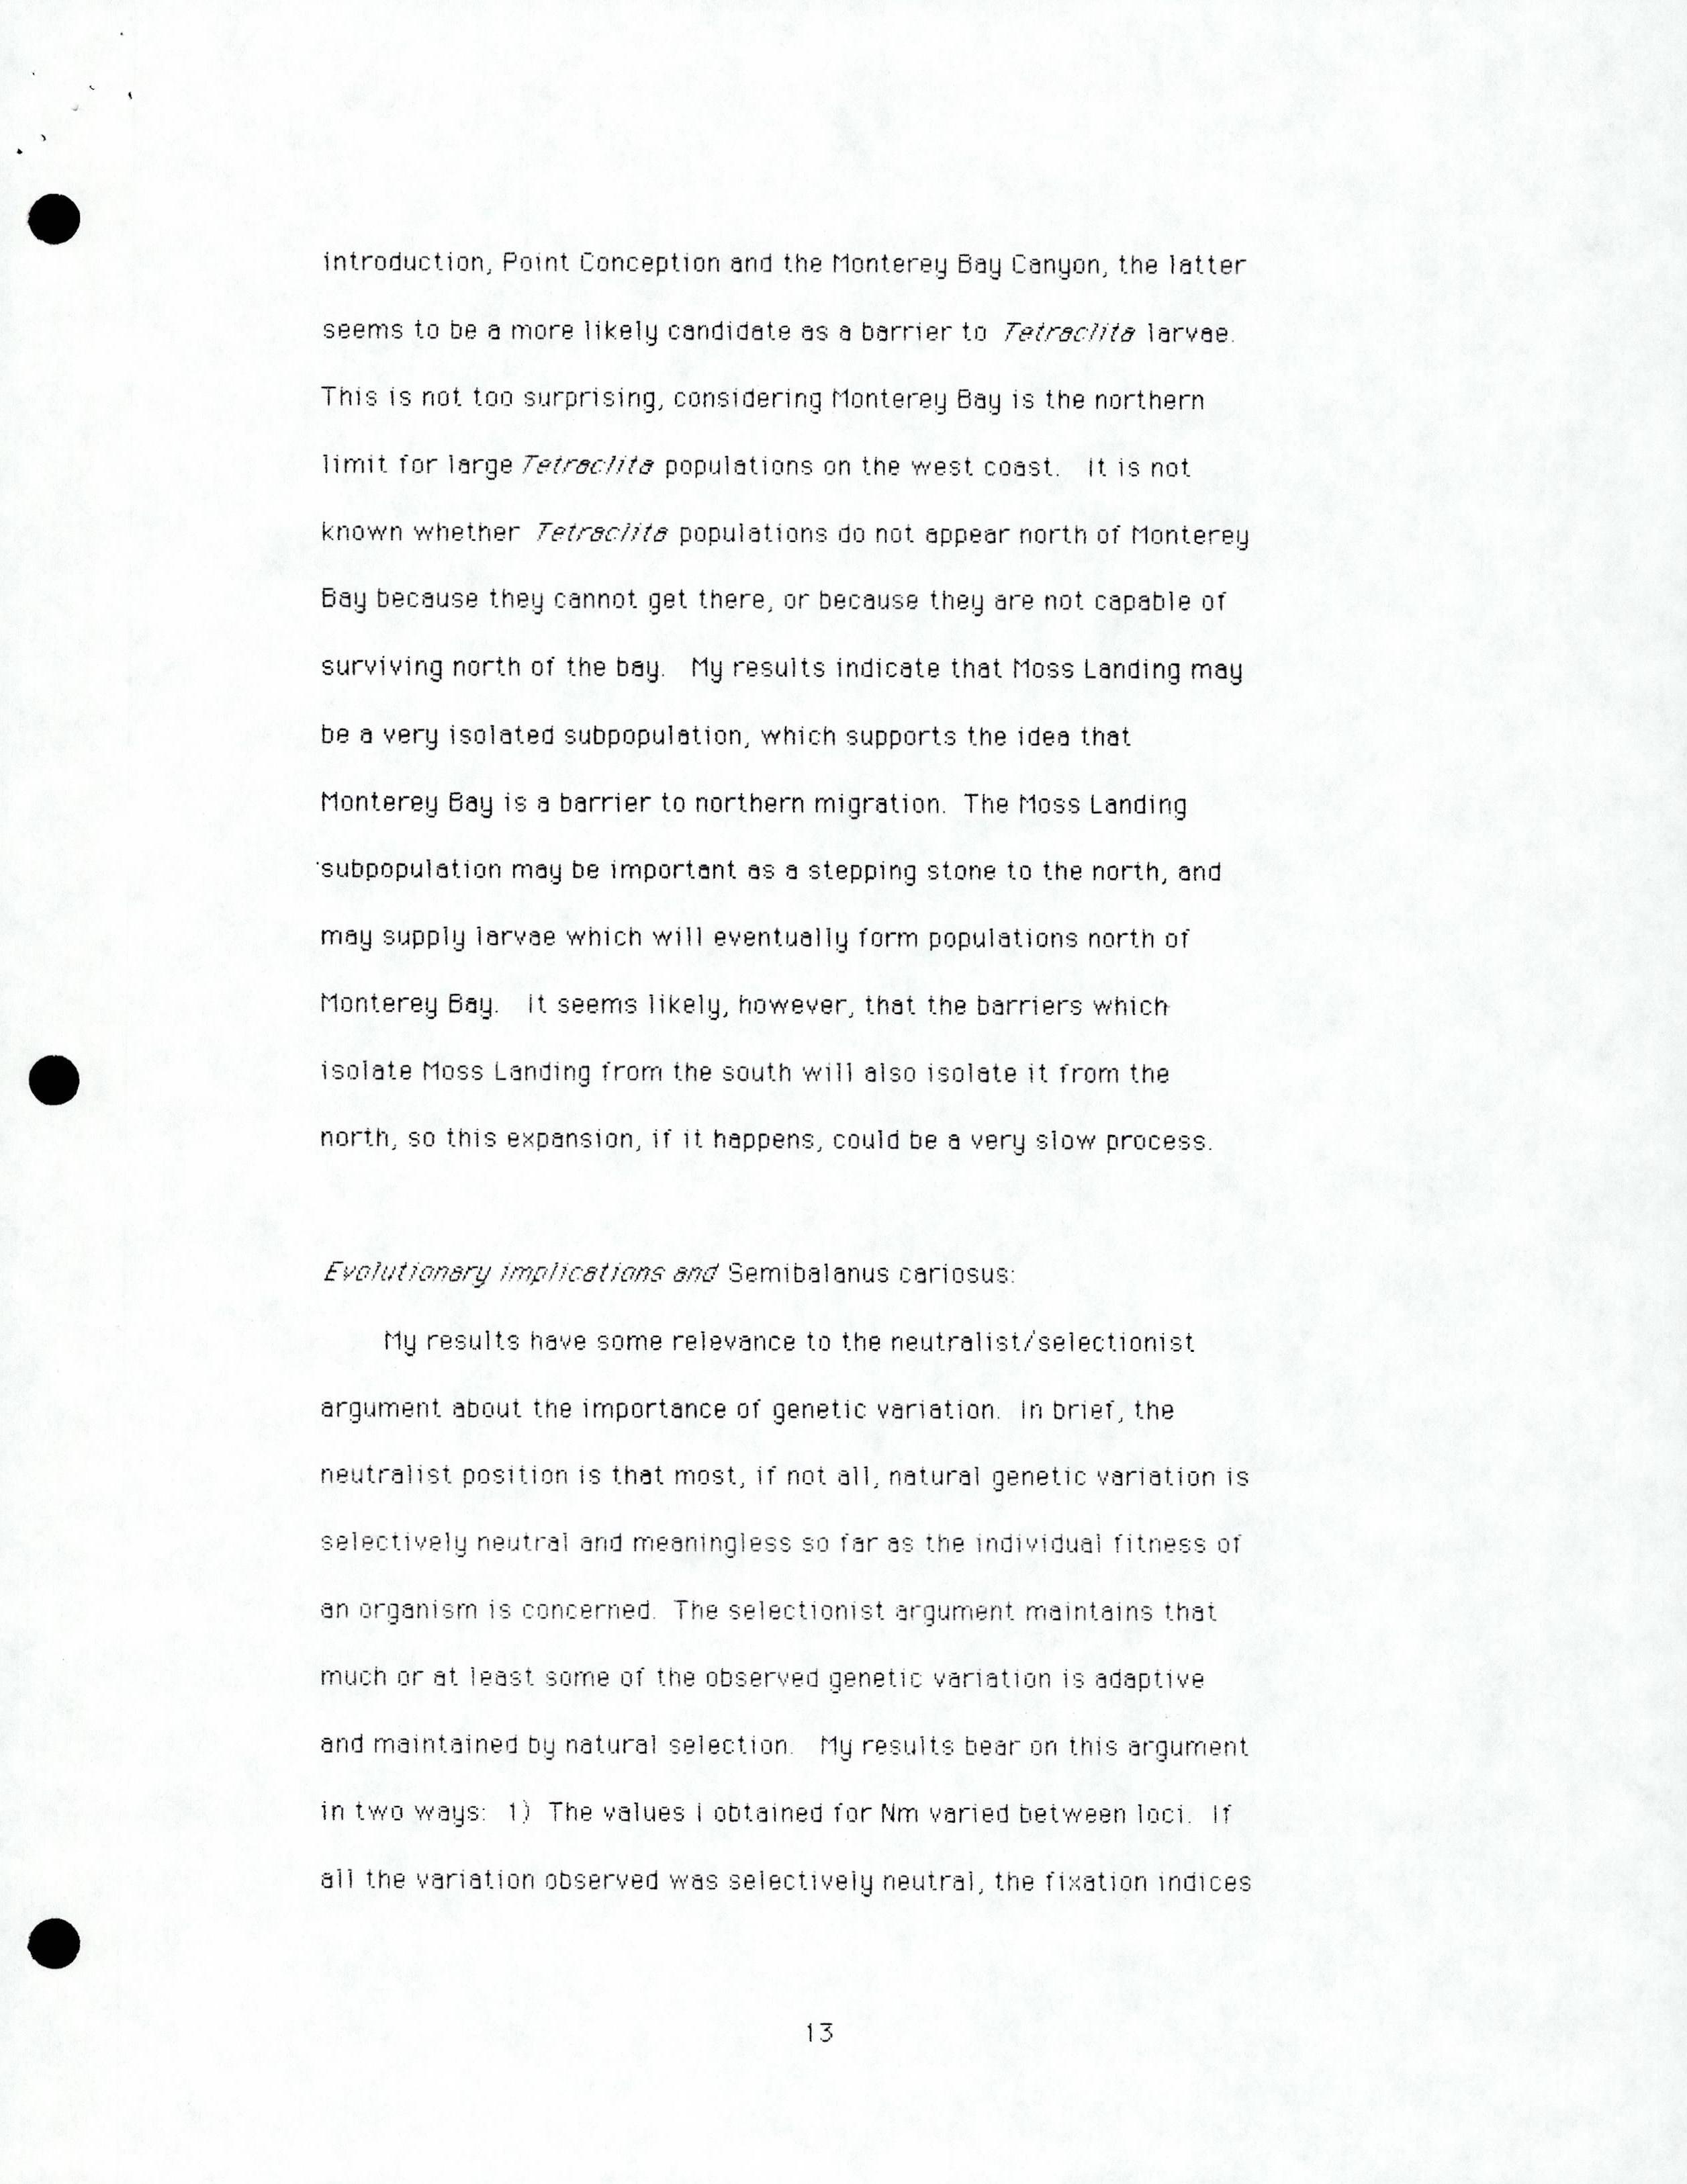 introduction, Point Conception and the Monterey Bay Canyon, the latter
seems to be a more likely candidate as a barrier to Tetraclita larvae.
This is not too surprising, considering Monterey Bay is the northern
limit for large Tetraclita populations on the west coast. It is not
known whether Tetraclita populations do not appear north of Monterey
Bay because they cannot get there, or because they are not capable of
surviving north of the bay. My results indicate that Moss Landing may
be a very isolated subpopulation, which supports the idea that
Monterey Bay is a barrier to northern migration. The Moss Landing
subpopulation may be important as a stepping stone to the north, and
may supply larvae which will eventually form populations north of
Monterey Bay. It seems likely, however, that the barriers which
isolate Moss Landing from the south will also isolate it from the
north, so this expansion, if it happens, could be a very slow process.
Evolutionary implications and Semibalanus cariosus:
My results have some relevance to the neutralist/selectionist
argument about the importance of genetic variation. In brief, the
neutralist position is that most, if not all, natural genetic variation is
selectively neutral and meaningless so far as the individual fitness of
an organism is concerned. The selectionist argument maintains that
much or at least some of the observed genetic variation is adaptive
and maintained by natural selection. My results bear on this argument
in two ways: 1) The values I obtained for Nm varied between loci. If
all the variation observed was selectively neutral, the fixation indices
13